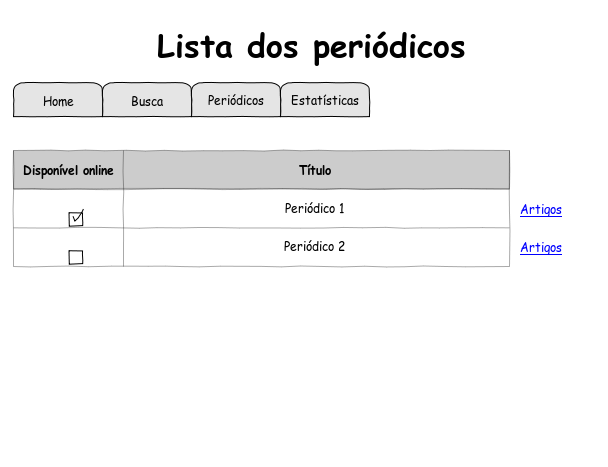 Lista dos periódicos
Home Busca Periódicos Estatísticas
Disponível online Título
Periódico 1 Artigos
Periódico 2 Artigos